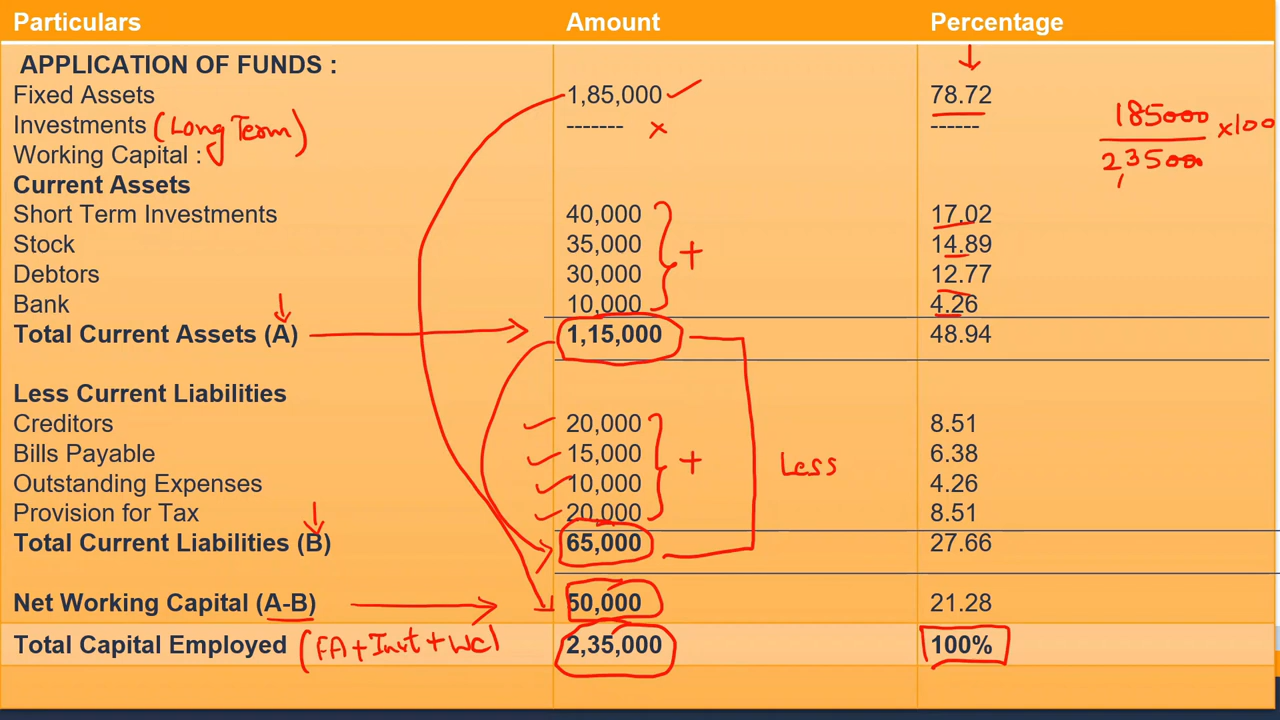 Particulars Amount Percentage
APPLICATION OF FUNDS :
Fixed Assets 1,85,000 78.72
Investments (Long Term) ------- x ------
Working Capital :
185000 x100
2,35000
Current Assets
Short Term Investments 40,000 17.02
Stock 35,000 + 14.89
Debtors 30,000 12.77
Bank 10,000 4.26
Total Current Assets (A) 1,15,000 48.94
Less Current Liabilities
Creditors 20,000 8.51
Bills Payable 15,000 + Less 6.38
Outstanding Expenses 10,000 4.26
Provision for Tax 20,000 8.51
Total Current Liabilities (B) 65,000 27.66
Net Working Capital (A-B) 50,000 21.28
Total Capital Employed (FA+Invt+WC) 2,35,000 100%